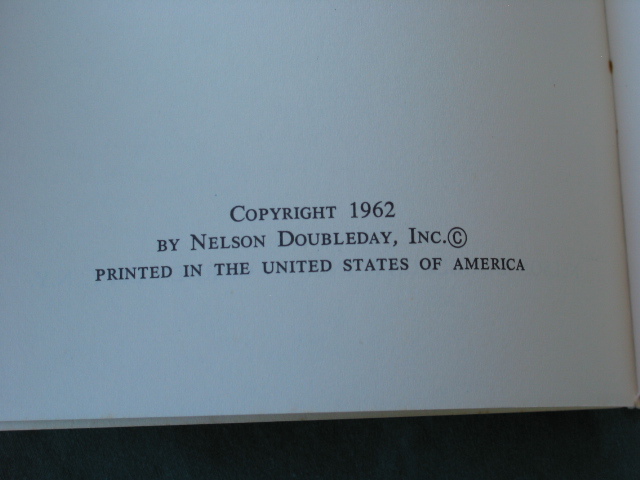 COPYRIGHT 1962
BY NELSON DOUBLEDAY, INC.©
PRINTED IN THE UNITED STATES OF AMERICA